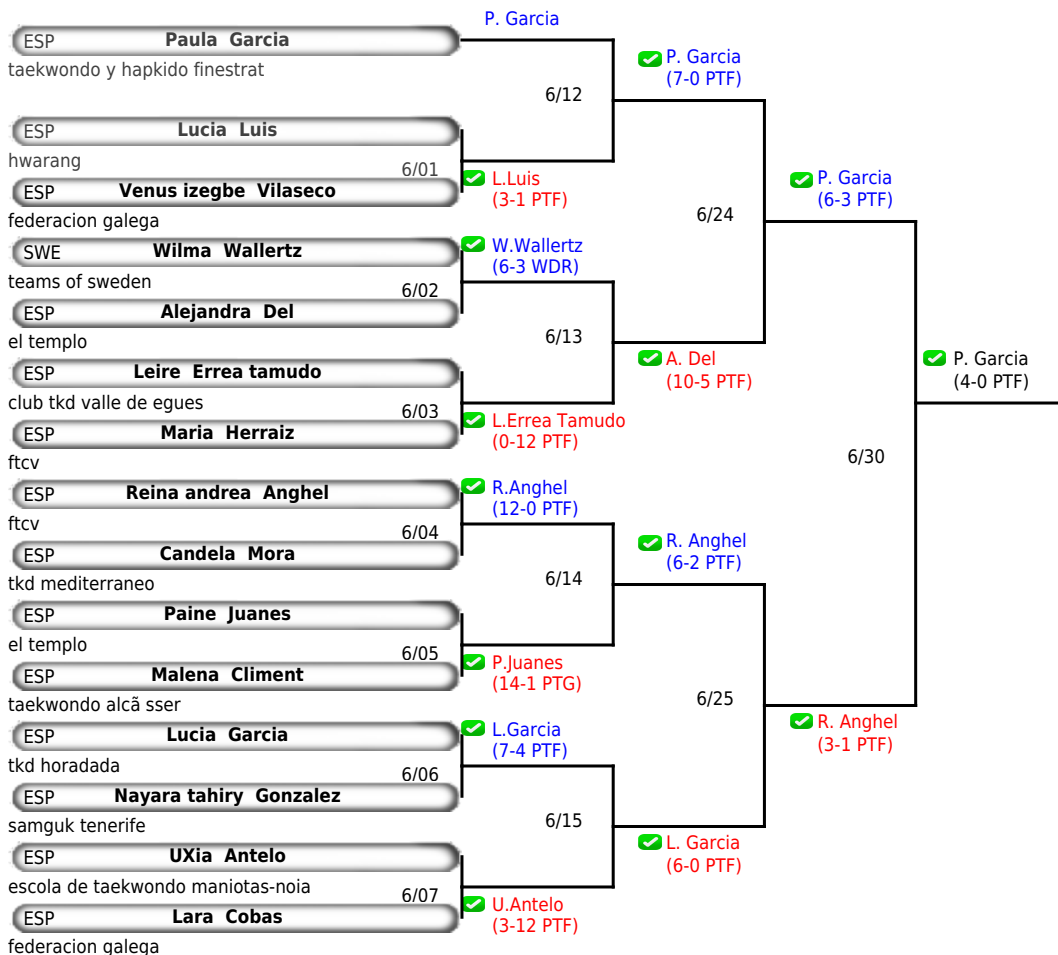 P. Garcia
ESP Paula Garcia
taekwondo y hapkido finestrat
P. Garcia
(7-0 PTF)
6/12
ESP Lucia Luis
hwarang
6/01
L.Luis
(3-1 PTF)
ESP Venus izegbe Vilaseco
federacion galega
P. Garcia
(6-3 PTF)
6/24
SWE Wilma Wallertz
teams of sweden
W.Wallertz
(6-3 WDR)
6/02
ESP Alejandra Del
el templo
6/13
A. Del
(10-5 PTF)
P. Garcia
(4-0 PTF)
ESP Leire Errea tamudo
club tkd valle de egues
6/03
L.Errea Tamudo
(0-12 PTF)
ESP Maria Herraiz
ftcv
6/30
ESP Reina andrea Anghel
ftcv
R.Anghel
(12-0 PTF)
6/04
ESP Candela Mora
tkd mediterraneo
R. Anghel
(6-2 PTF)
6/14
ESP Paine Juanes
el templo
6/05
P.Juanes
(14-1 PTG)
ESP Malena Climent
taekwondo alcã sser
6/25
R. Anghel
(3-1 PTF)
ESP Lucia Garcia
tkd horadada
L.Garcia
(7-4 PTF)
6/06
ESP Nayara tahiry Gonzalez
samguk tenerife
6/15
L. Garcia
(6-0 PTF)
ESP UXia Antelo
escola de taekwondo maniotas-noia
6/07
U.Antelo
(3-12 PTF)
ESP Lara Cobas
federacion galega